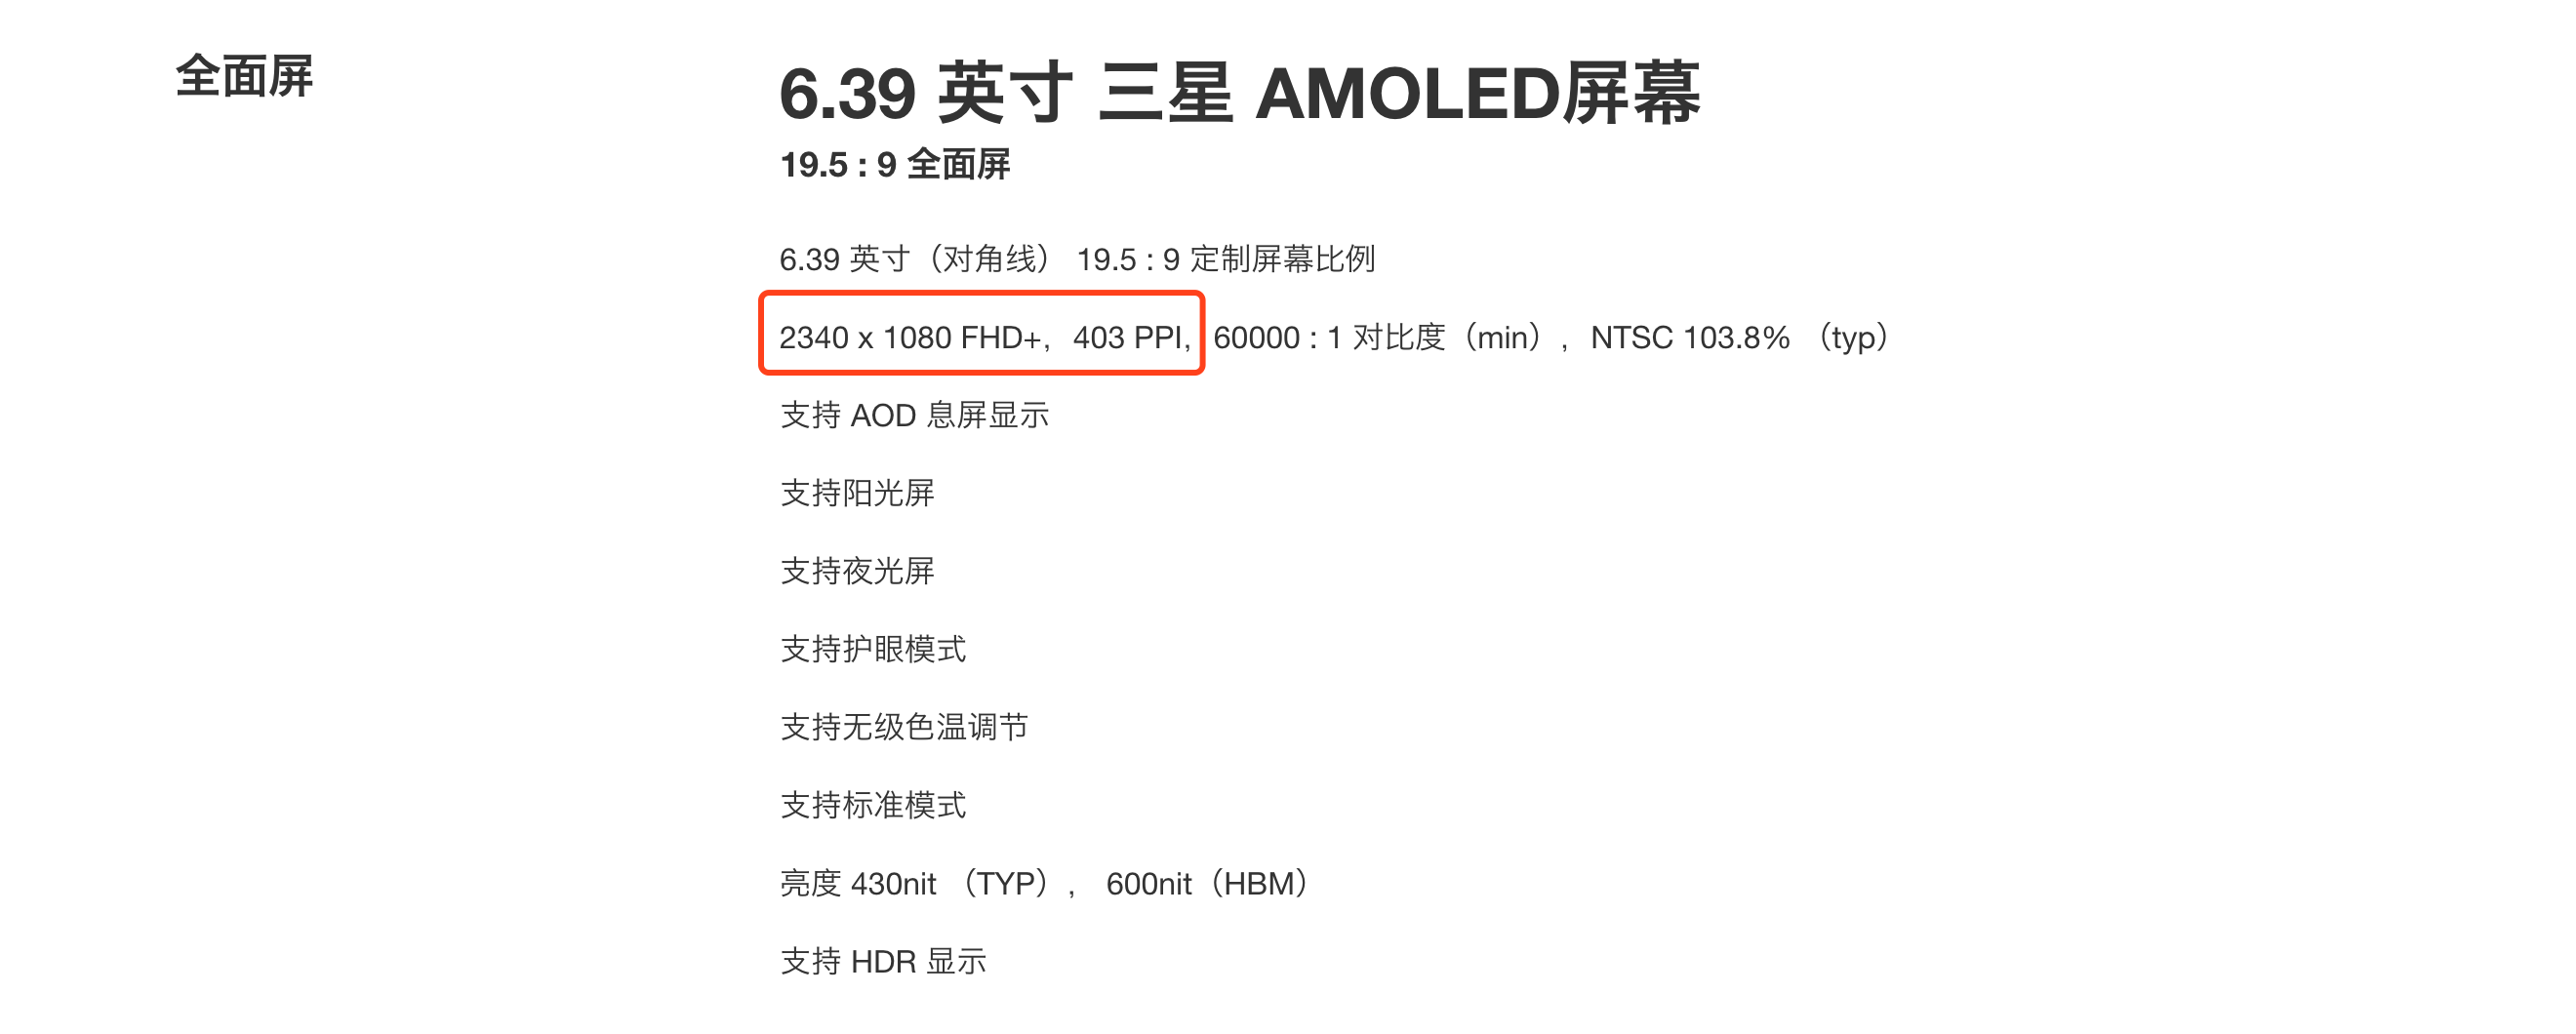 全面屏
6.39 英寸 三星 AMOLED屏幕
19.5 : 9 全面屏
6.39 英寸（对角线） 19.5 : 9 定制屏幕比例
2340 x 1080 FHD+，403 PPI，60000 : 1 对比度（min），NTSC 103.8% （typ）
支持 AOD 息屏显示
支持阳光屏
支持夜光屏
支持护眼模式
支持无级色温调节
支持标准模式
亮度 430nit （TYP）， 600nit（HBM）
支持 HDR 显示